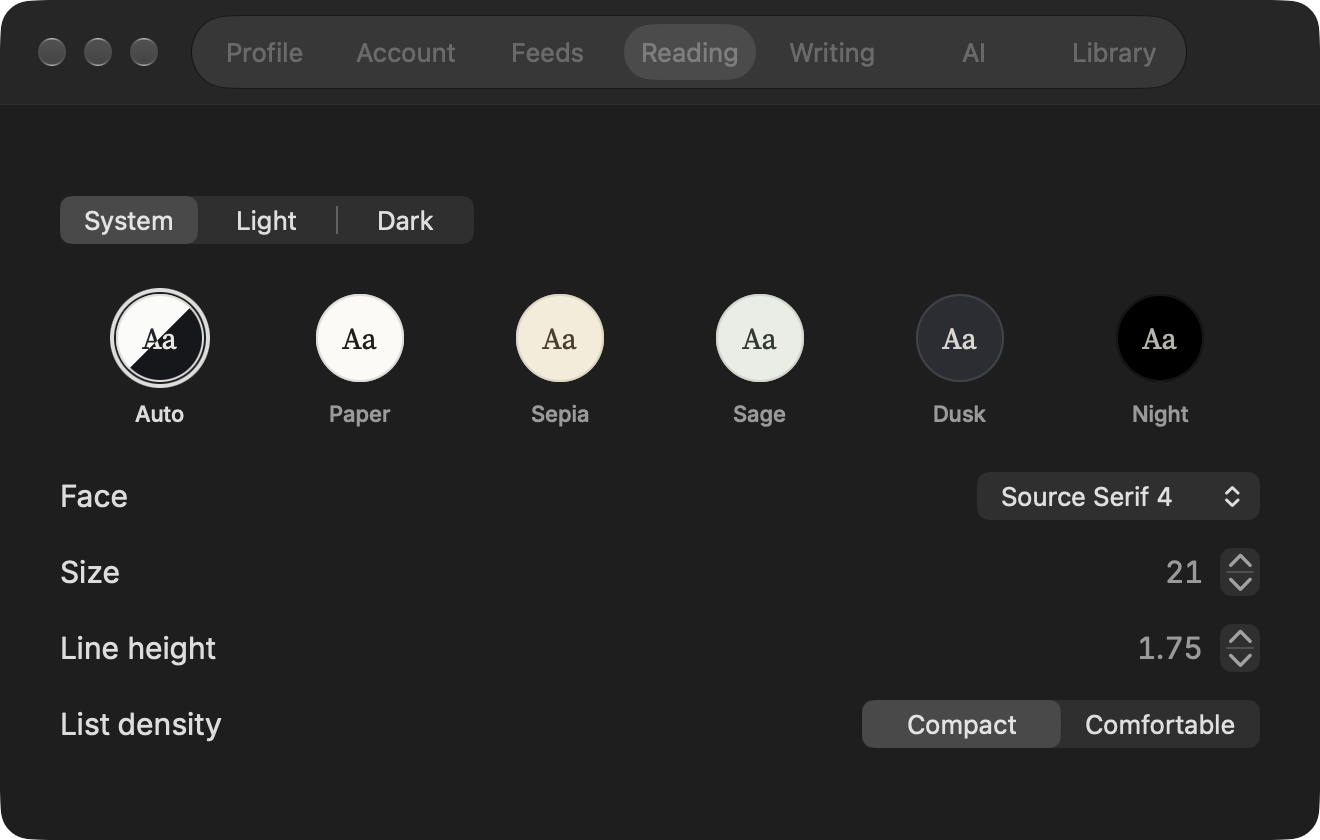 Profile Account Feeds Reading Writing AI Library
System Light Dark
Aa Aa Aa Aa Aa Aa
Auto Paper Sepia Sage Dusk Night
Face Source Serif 4
Size 21
Line height 1.75
List density Compact Comfortable